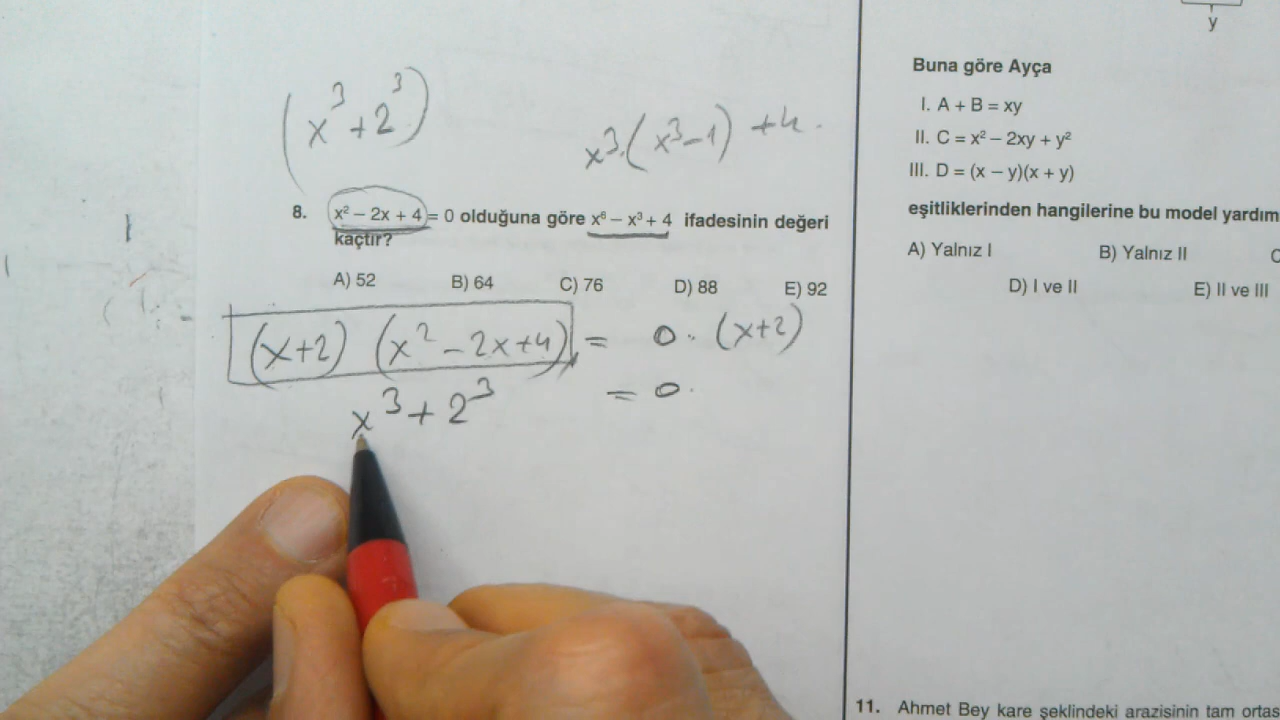 (x³ + 2³)
x³.(x³ – 1) + 4.
8. x² – 2x + 4 = 0 olduğuna göre x⁶ – x³ + 4 ifadesinin değeri
kaçtır?
A) 52 B) 64 C) 76 D) 88 E) 92
(x+2) (x² – 2x + 4) = 0. (x+2)
x³ + 2³ = 0.
y
Buna göre Ayça
I. A + B = xy
II. C = x² – 2xy + y²
III. D = (x – y)(x + y)
eşitliklerinden hangilerine bu model yardım
A) Yalnız I B) Yalnız II C
D) I ve II E) II ve III
11. Ahmet Bey kare şeklindeki arazisinin tam ortas